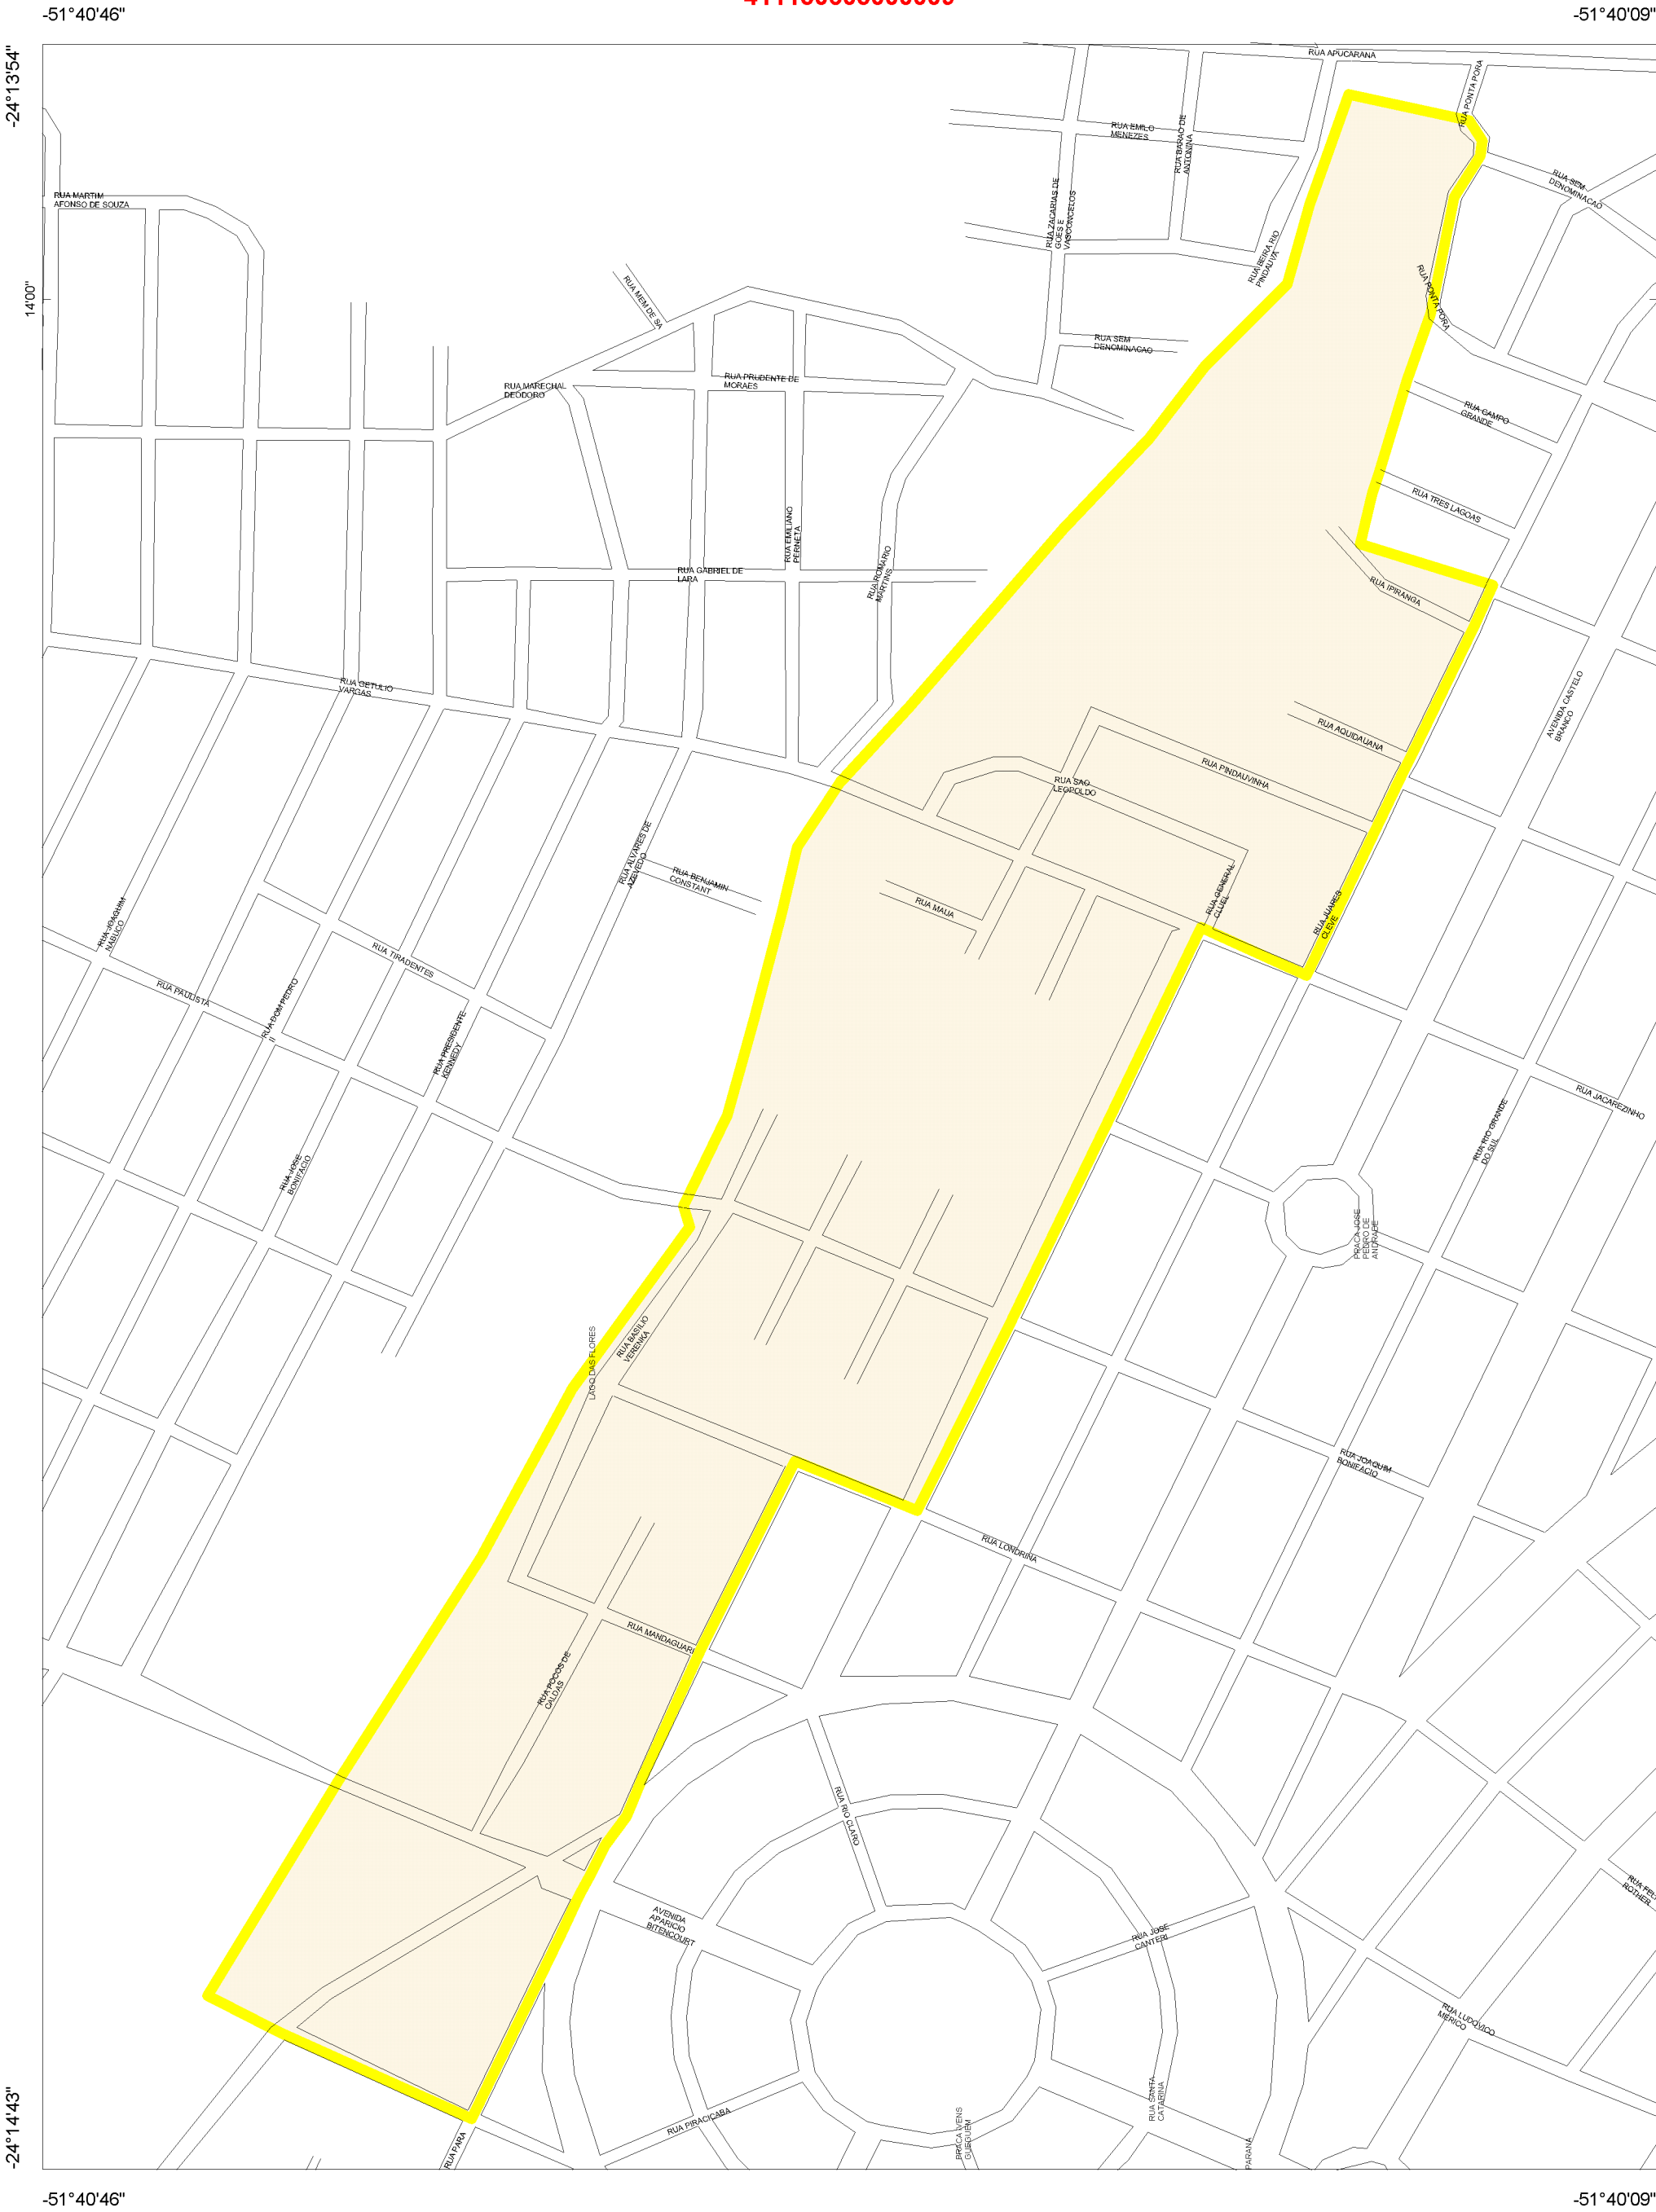 -51°40'46"
-51°40'09"
-24°13'54"
14'00"
RUA APUCARANA
RUA PONTA PORA
RUA EMILIO
MENEZES
RUA BARAO DE
ANTONINA
RUA SEM
DENOMINACAO
RUA MARTIM
AFONSO DE SOUZA
RUA ZACARIAS DE
GOES E
VASCONCELOS
RUA BEIRA RIO
PINDAUVA
RUA MEM DE SA
RUA PONTA PORA
RUA SEM
DENOMINACAO
RUA MARECHAL
DEODORO
RUA PRUDENTE DE
MORAES
RUA CAMPO
GRANDE
RUA TRES LAGOAS
RUA EMILIANO
PERNETA
RUA GABRIEL DE
LARA
RUA ROMARIO
MARTINS
RUA IPIRANGA
RUA GETULIO
VARGAS
AVENIDA CASTELO
BRANCO
RUA AQUIDAUANA
RUA PINDAUVINHA
RUA SAO
LEOPOLDO
RUA ALVARES DE
AZEVEDO
RUA BENJAMIN
CONSTANT
RUA MAUA
RUA GENERAL
CLUEL
RUA JUARES
CLEVE
RUA JOAQUIM
NABUCO
RUA TIRADENTES
RUA PAULISTA
RUA DOM PEDRO
II
RUA PRESIDENTE
KENNEDY
RUA JACAREZINHO
RUA RIO GRANDE
DO SUL
RUA JOSE
BONIFACIO
PRACA JOSE
PEDRO DE
ANDRADE
LAGO DAS FLORES
RUA BASILIO
VERENKA
RUA JOAQUIM
BONIFACIO
RUA LONDRINA
RUA MANDAGUARI
RUA POCOS DE
CALDAS
RUA RIO CLARO
AVENIDA
APARICIO
BITENCOURT
RUA JOSE
CANTERI
ROTHER
RUA LUDOVICO
MERICO
RUA SANTA
CATARINA
RUA PIRACICABA
RUA PARA
PARANA
-24°14'43"
-51°40'46"
-51°40'09"